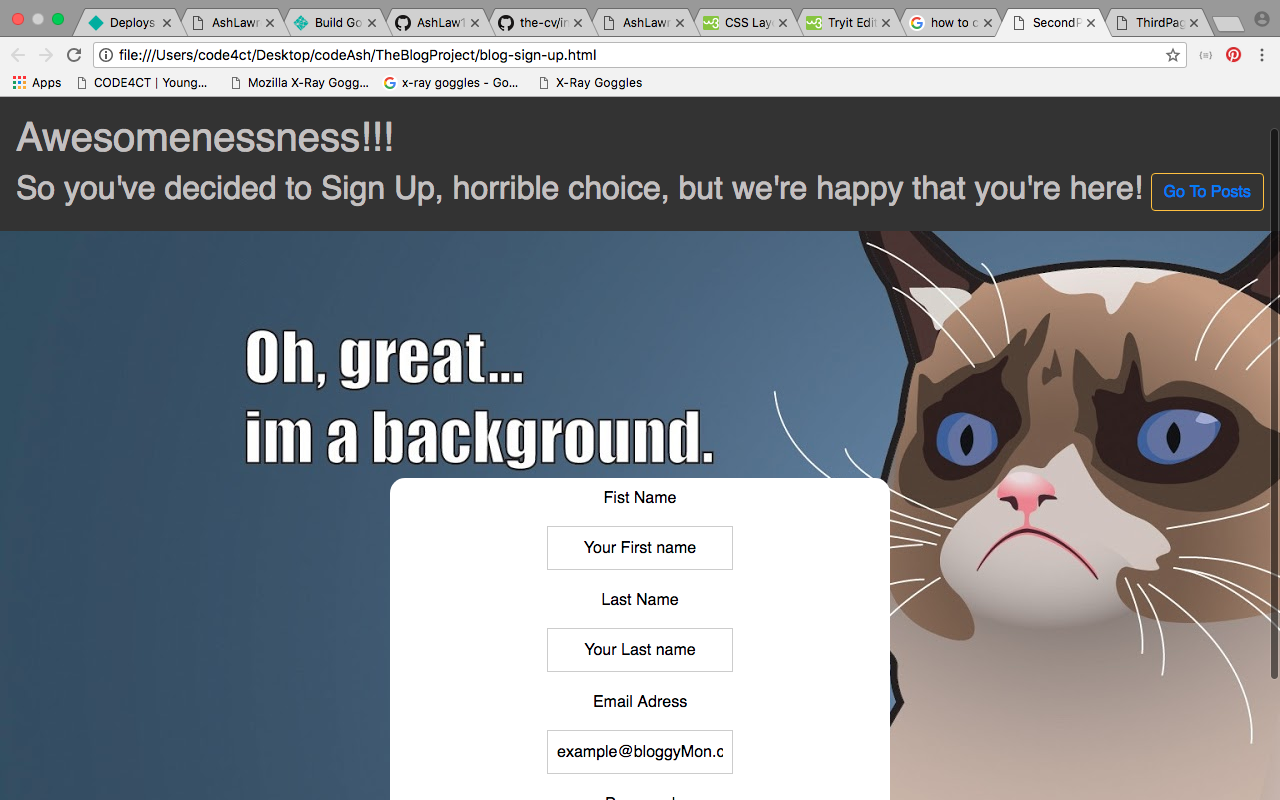 Deploys
AshLawr
Build Go
AshLaw1
the-cv/in
AshLawr
CSS Lay
Tryit Edit
how to c
SecondP
ThirdPag
file:///Users/code4ct/Desktop/codeAsh/TheBlogProject/blog-sign-up.html
Apps
CODE4CT | Young...
Mozilla X-Ray Gogg...
x-ray goggles - Go...
X-Ray Goggles
Awesomenessness!!!
So you've decided to Sign Up, horrible choice, but we're happy that you're here!
Go To Posts
Oh, great...
im a background.
Fist Name
Your First name
Last Name
Your Last name
Email Adress
example@bloggyMon.c